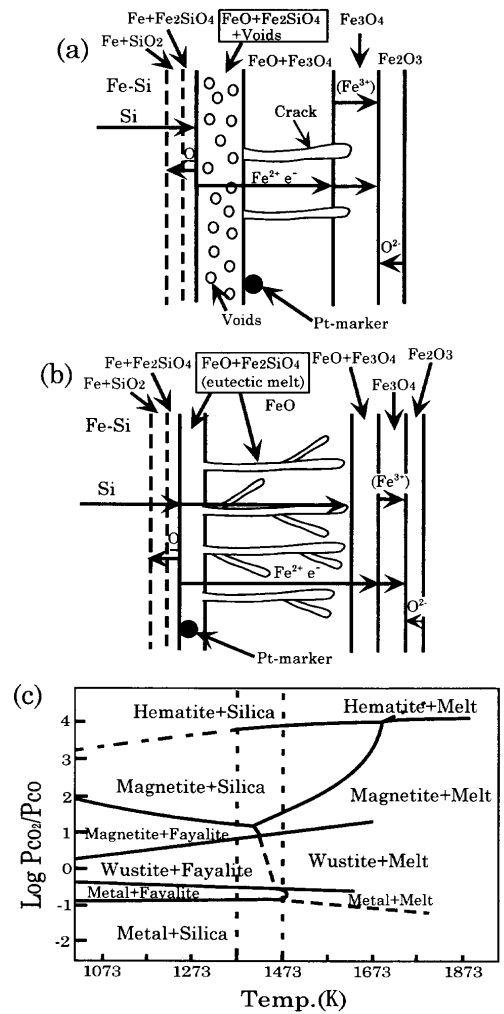 (a)
Fe+Fe2SiO4
FeO+Fe2SiO4
+Voids
Fe3O4
Fe+SiO2
FeO+Fe3O4
Fe2O3
Fe-Si
(Fe3+)
Si
Crack
O
Fe2+ e-
O2-
Voids
Pt-marker
(b)
Fe+Fe2SiO4
FeO+Fe2SiO4
(eutectic melt)
FeO+Fe3O4
Fe2O3
Fe+SiO2
Fe3O4
Fe-Si
FeO
(Fe3+)
Si
O
Fe2+ e-
O2-
Pt-marker
(c)
Hematite+Silica
Hematite+Melt
Magnetite+Silica
Magnetite+Melt
Magnetite+Fayalite
Wustite+Fayalite
Wustite+Melt
Metal+Fayalite
Metal+Melt
Metal+Silica
Log Pco2/Pco
4
3
2
1
0
-1
-2
1073
1273
1473
1673
1873
Temp.(K)